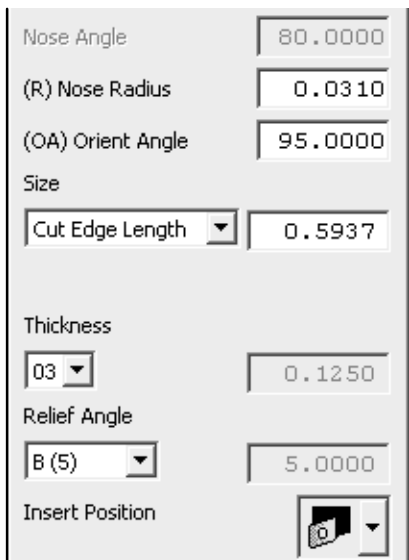 Nose Angle 80.0000
(R) Nose Radius 0.0310
(OA) Orient Angle 95.0000
Size
Cut Edge Length 0.5937
Thickness
03 0.1250
Relief Angle
B (5) 5.0000
Insert Position